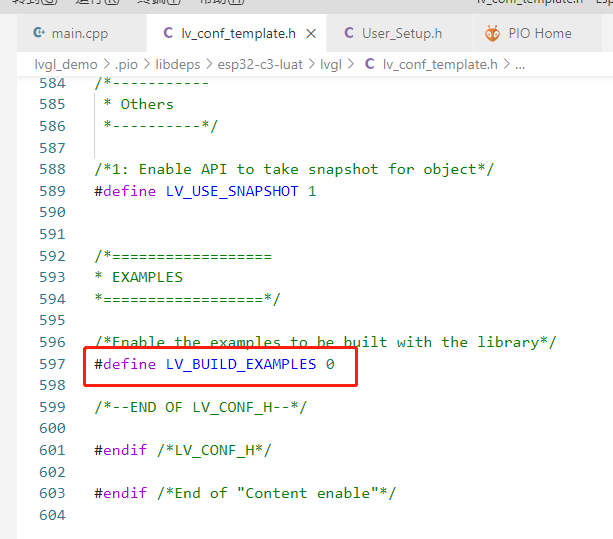 main.cpp lv_conf_template.h × User_Setup.h PIO Home
lvgl_demo > .pio > libdeps > esp32-c3-luat > lvgl > lv_conf_template.h > ...
584 /*-----------
585 * Others
586 *----------*/
587
588 /*1: Enable API to take snapshot for object*/
589 #define LV_USE_SNAPSHOT 1
590
591
592 /*==================
593 * EXAMPLES
594 *===================*/
595
596 /*Enable the examples to be built with the library*/
597 #define LV_BUILD_EXAMPLES 0
598
599 /*--END OF LV_CONF_H--*/
600
601 #endif /*LV_CONF_H*/
602
603 #endif /*End of "Content enable"*/
604